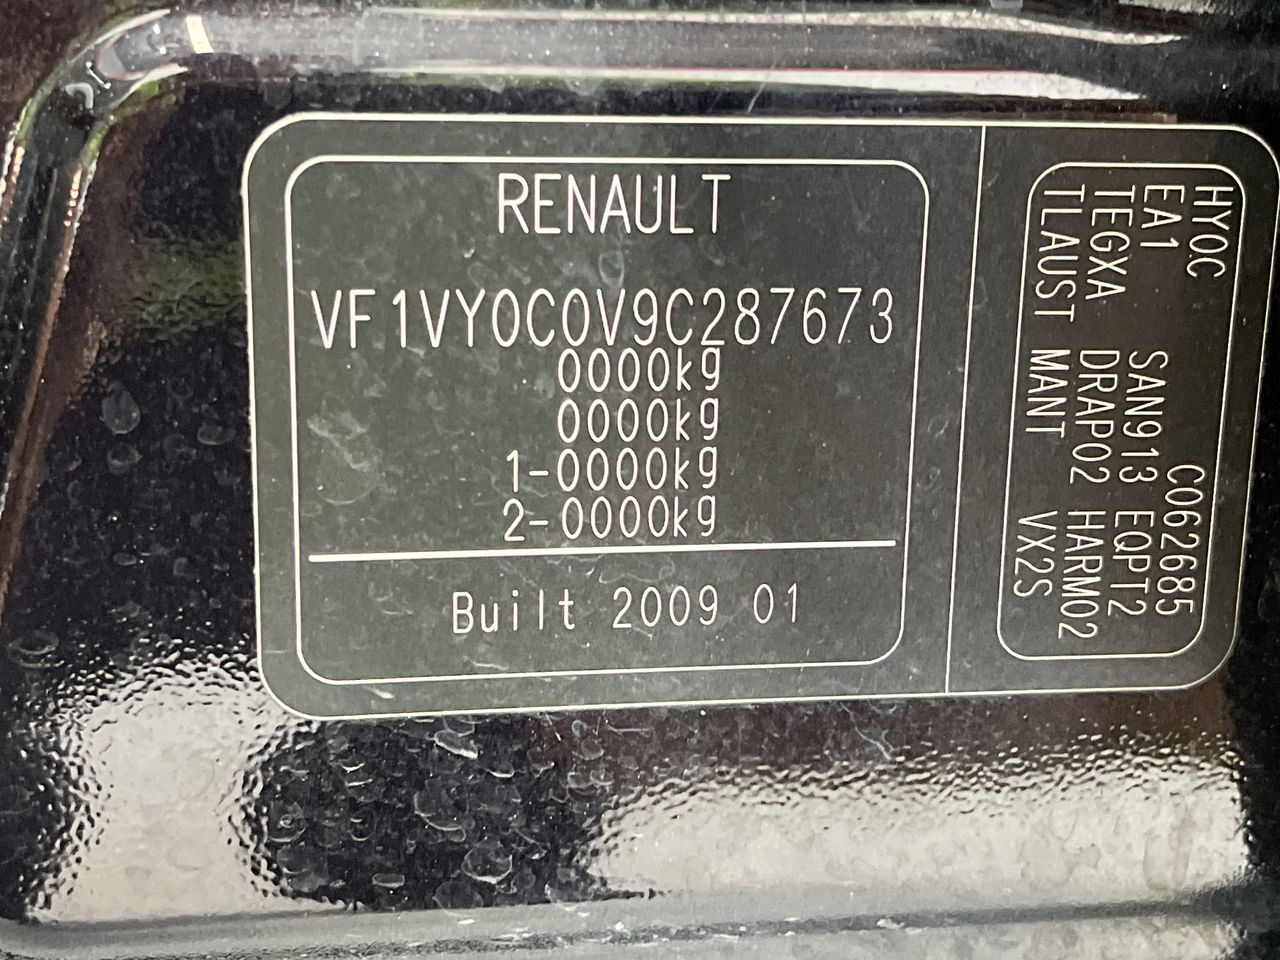 RENAULT
VF1VY0C0V9C287673
0000kg
0000kg
1-0000kg
2-0000kg
Built 2009 01
HY0C C062685
EA1 SAN913 EQPT2
TEGXA DRAP02 HARM02
TLAUST MANT VX2S